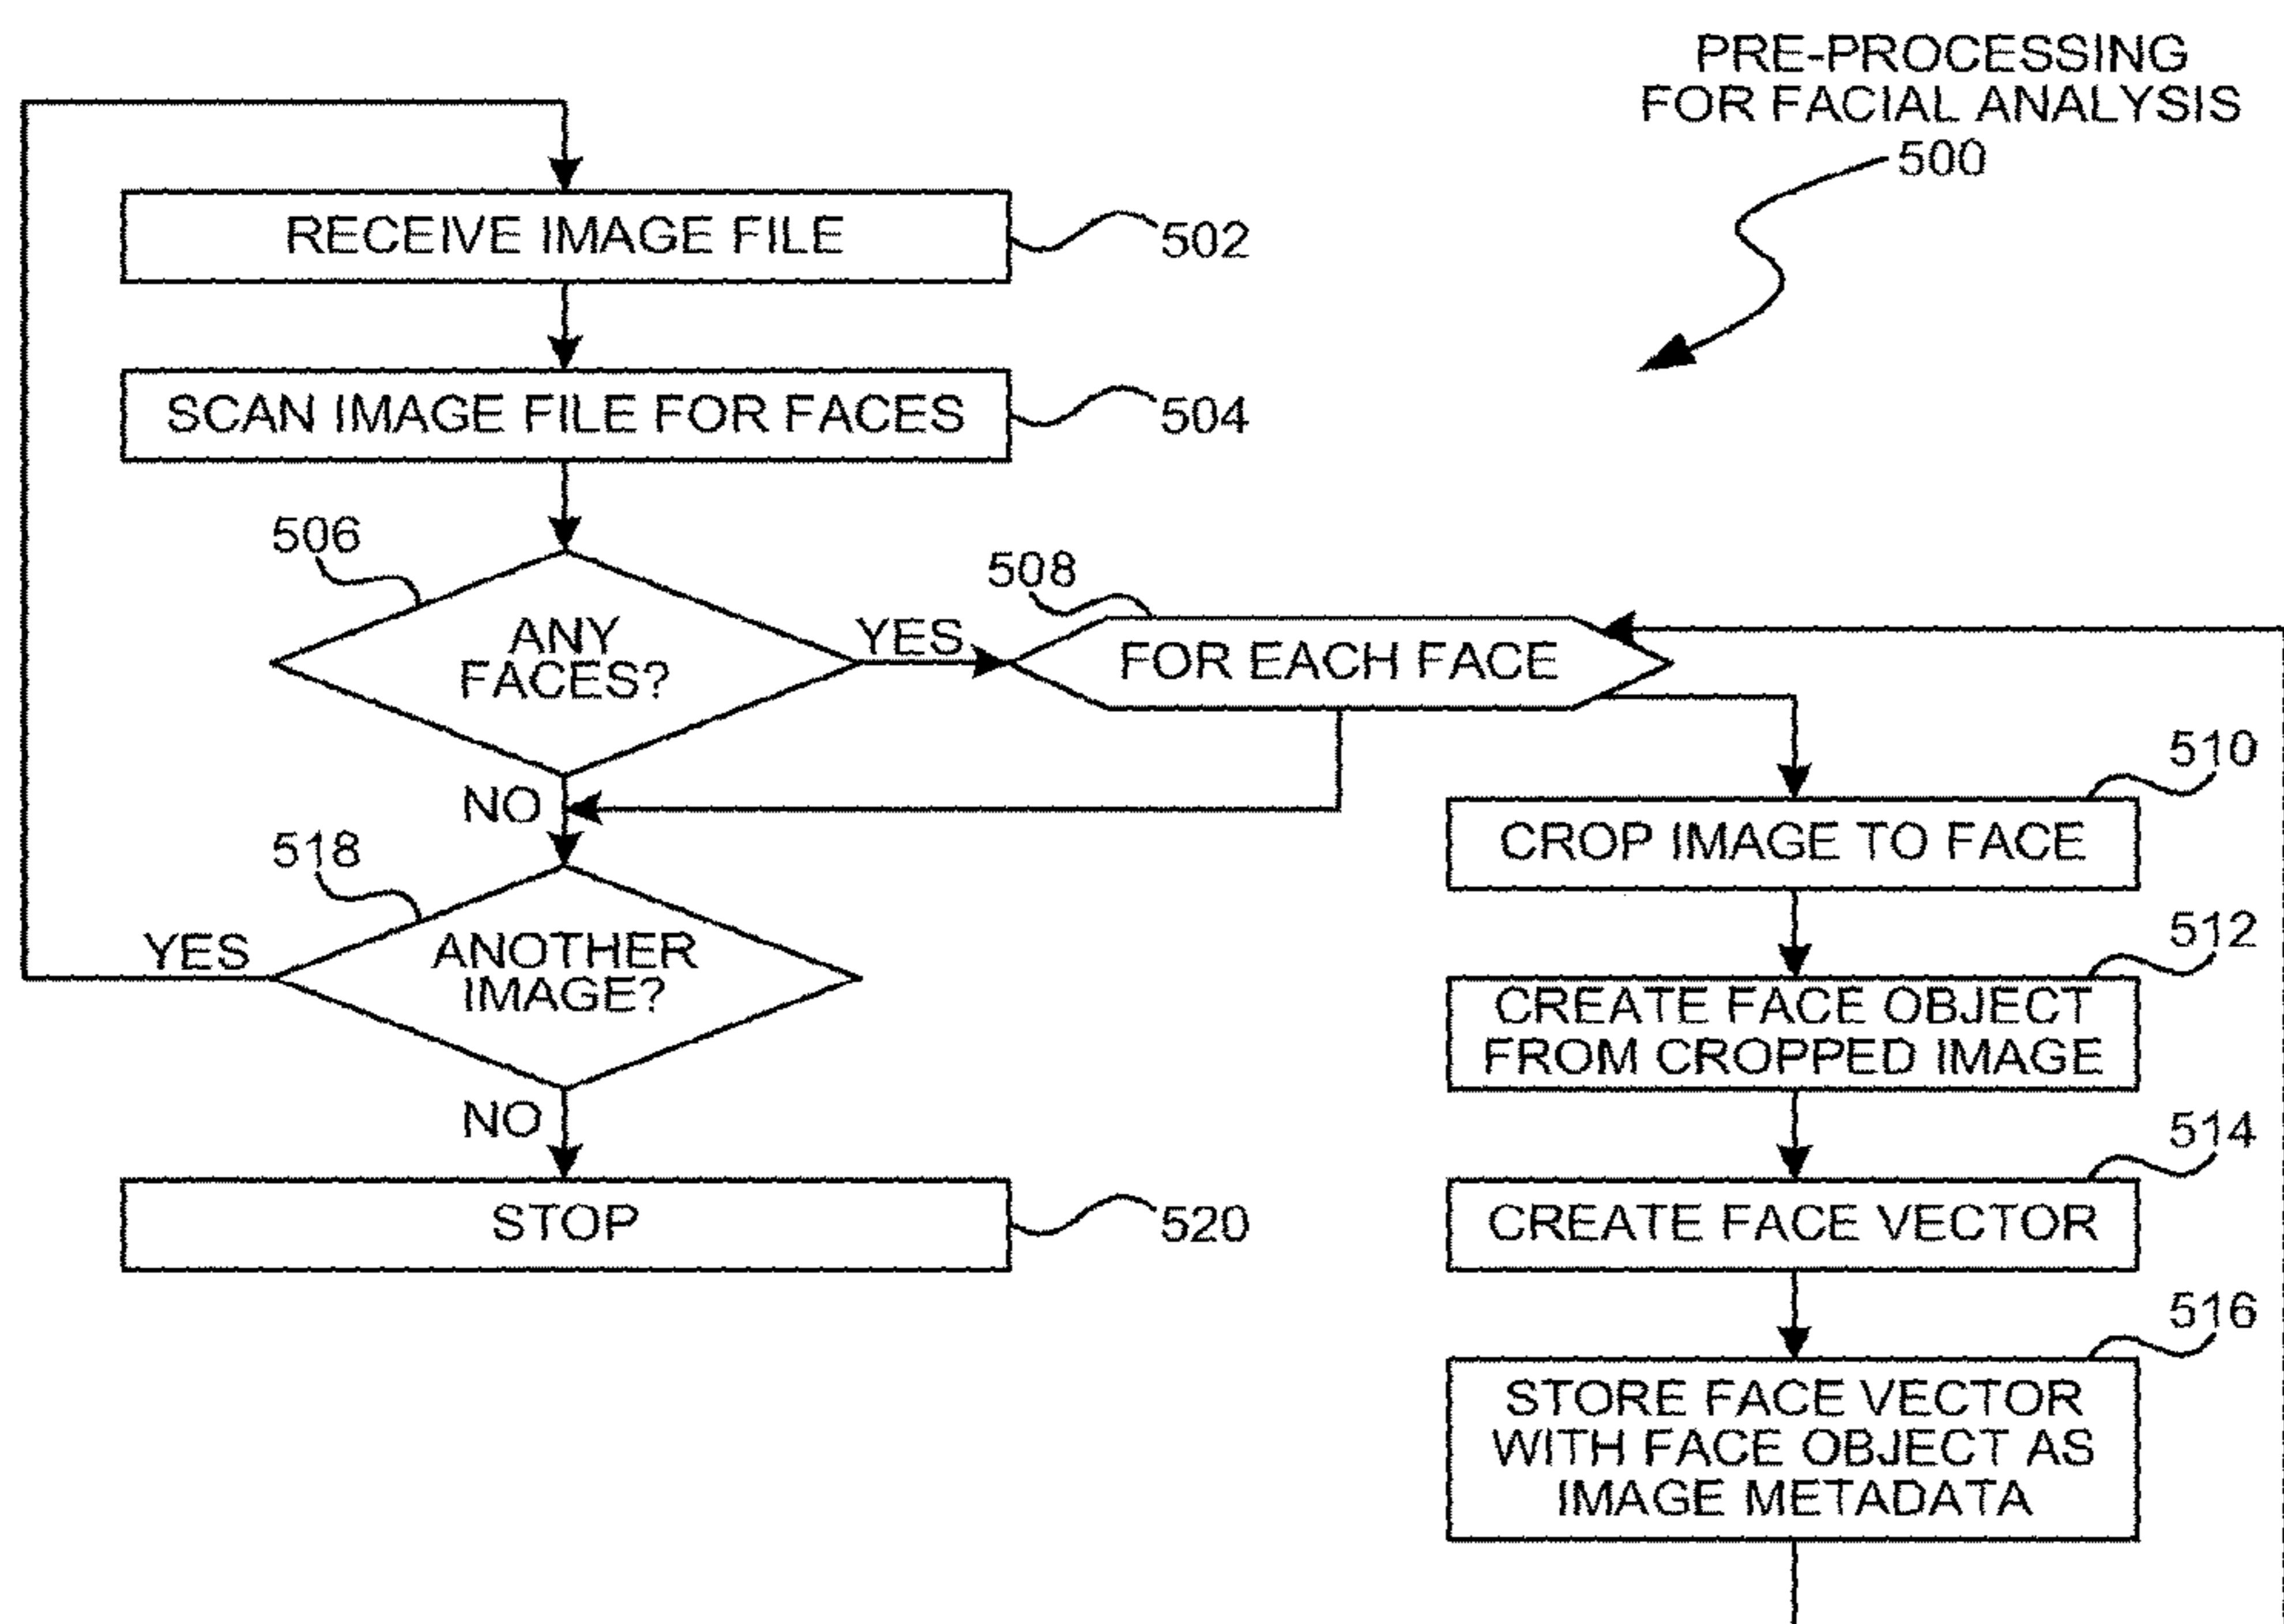 PRE-PROCESSING
FOR FACIAL ANALYSIS
500
RECEIVE IMAGE FILE
502
SCAN IMAGE FILE FOR FACES
504
506
ANY
FACES?
YES
NO
508
FOR EACH FACE
510
CROP IMAGE TO FACE
512
CREATE FACE OBJECT
FROM CROPPED IMAGE
514
CREATE FACE VECTOR
516
STORE FACE VECTOR
WITH FACE OBJECT AS
IMAGE METADATA
518
ANOTHER
IMAGE?
YES
NO
STOP
520